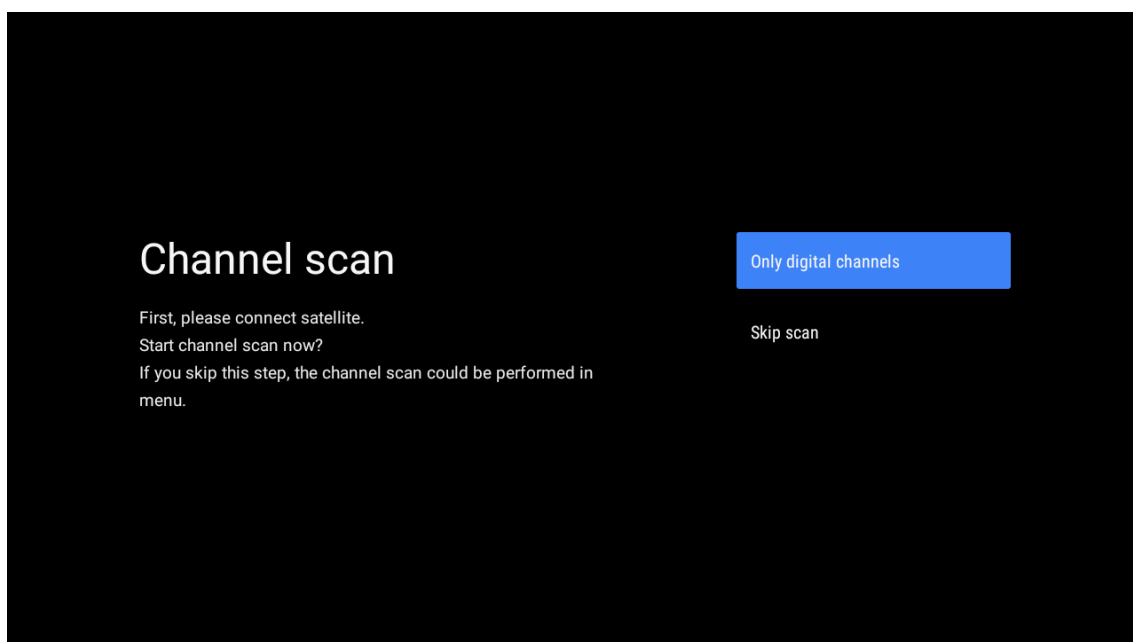 Channel scan
First, please connect satellite.
Start channel scan now?
If you skip this step, the channel scan could be performed in
menu.
Only digital channels
Skip scan